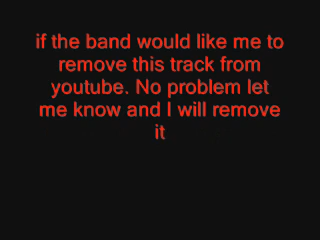 if the band would like me to
remove this track from
youtube. No problem let
me know and I will remove
it